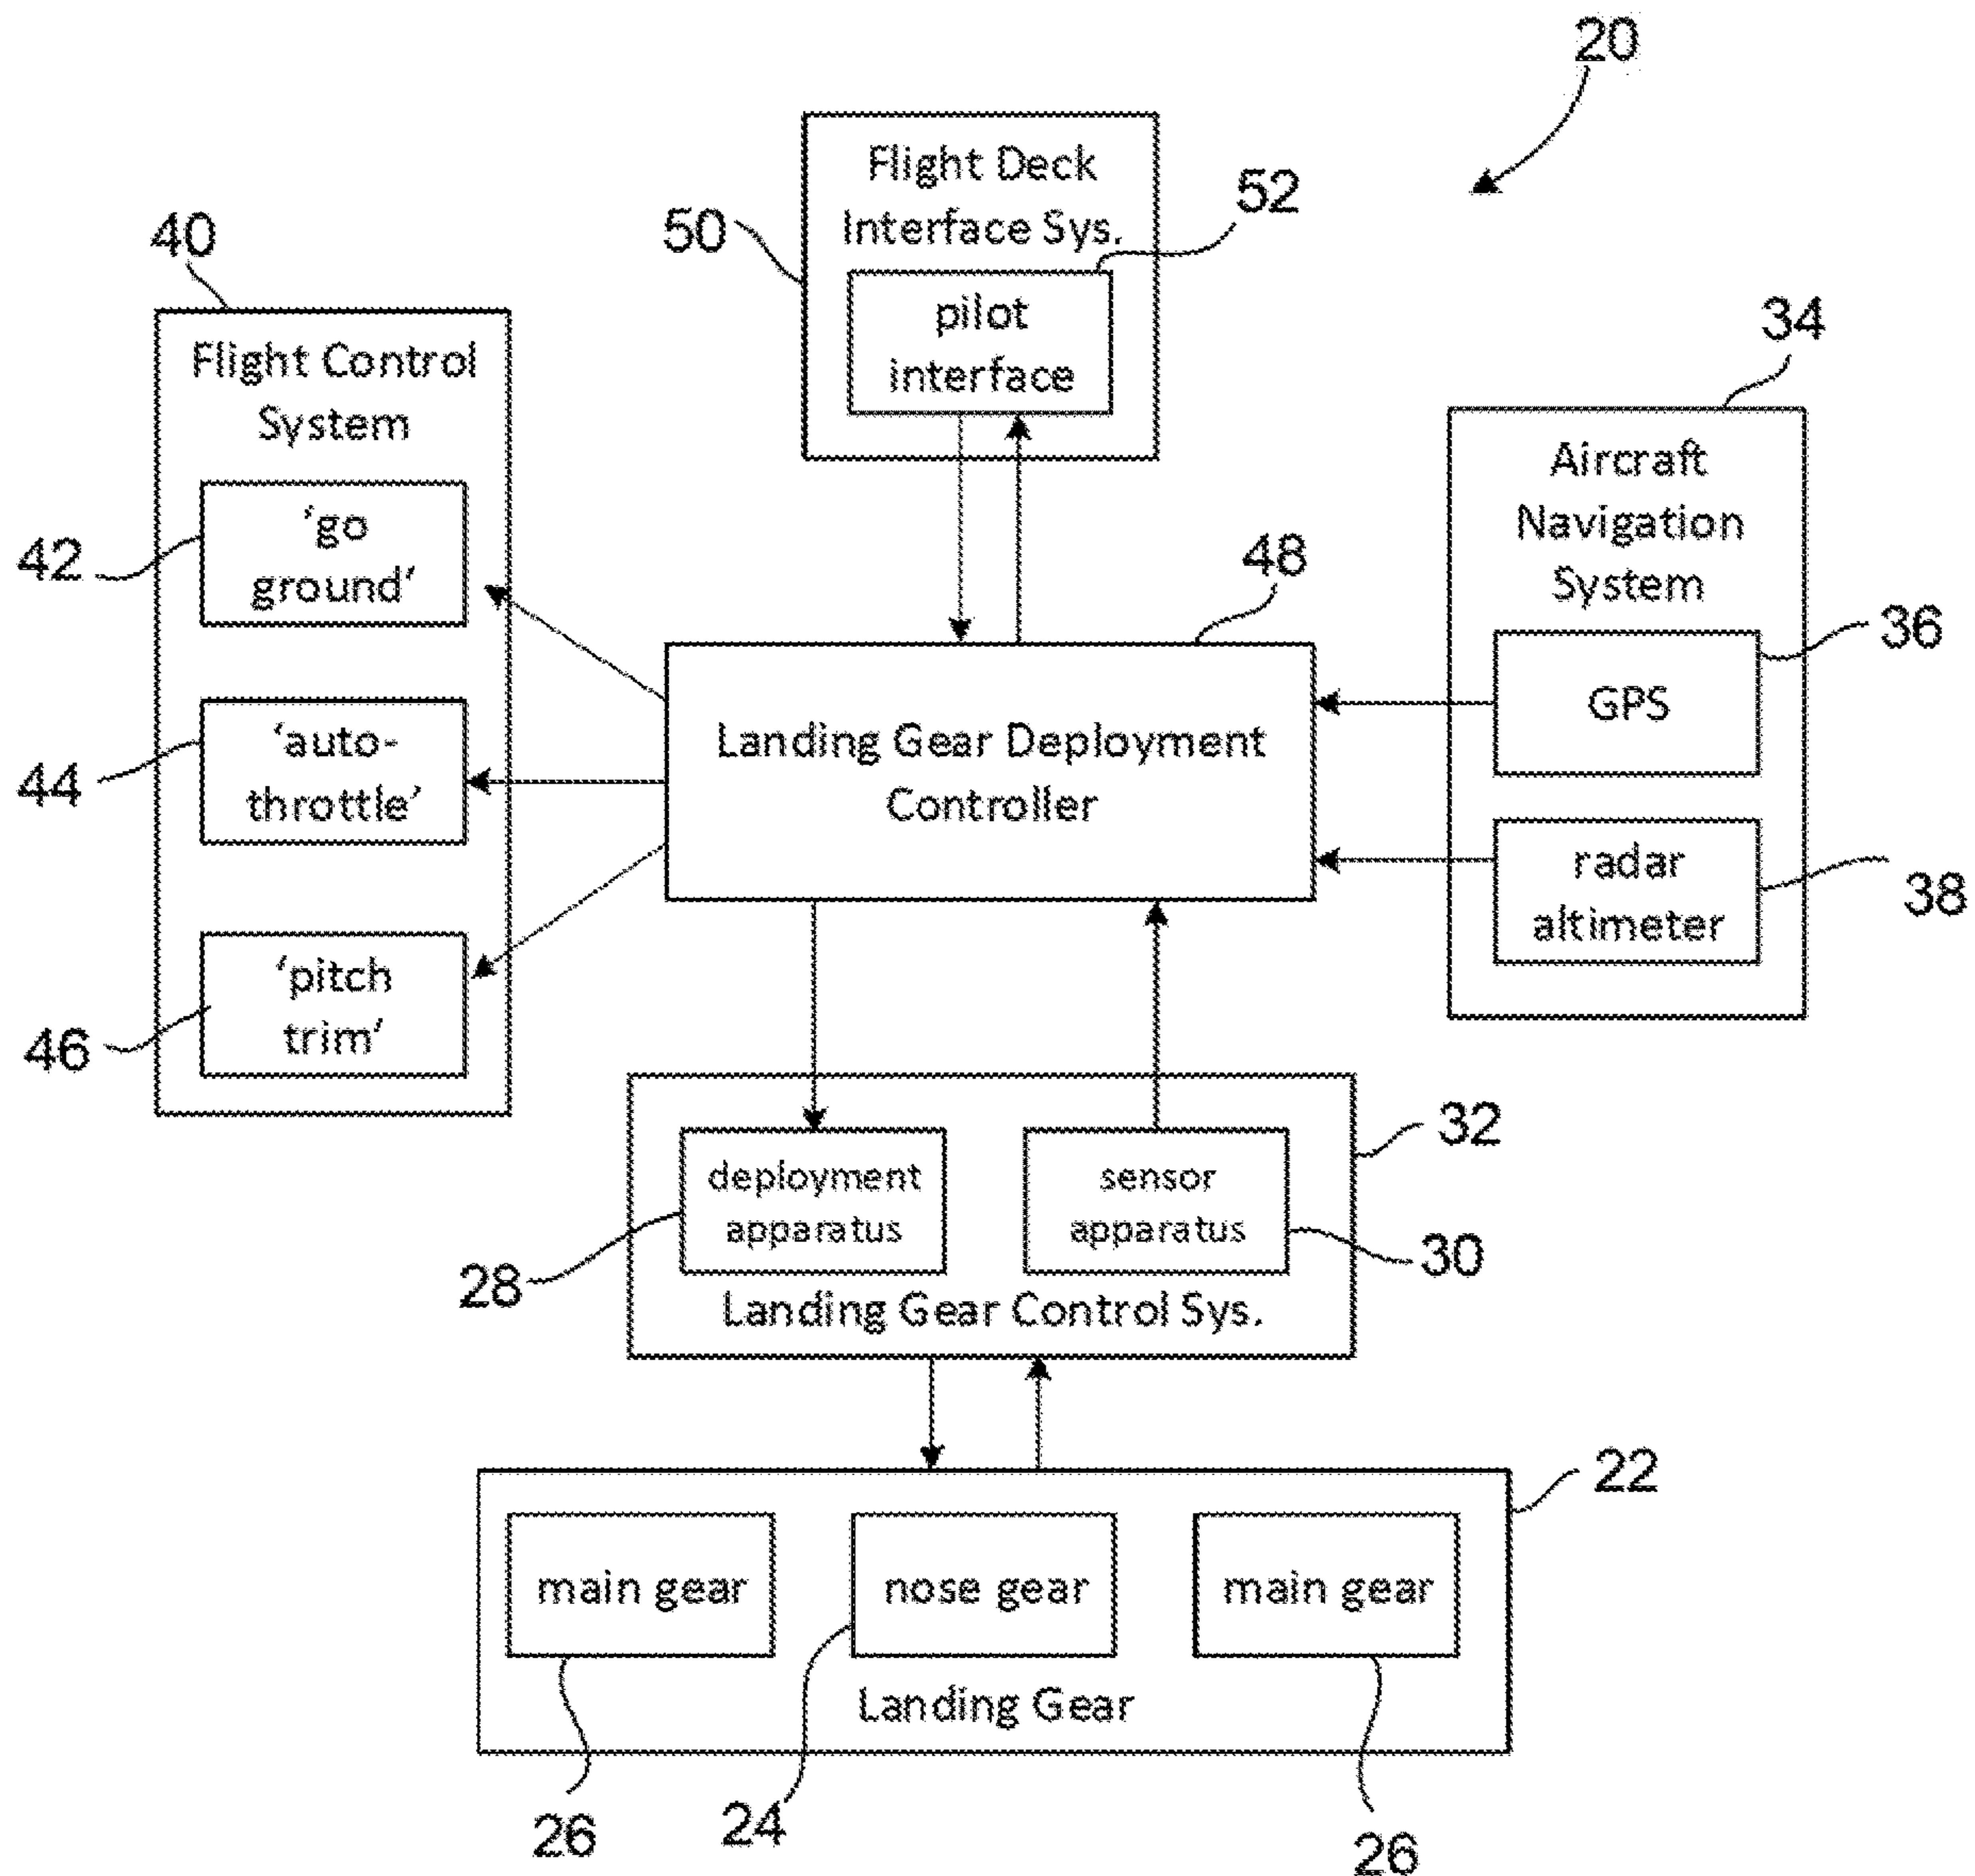 20
Flight Deck
Interface Sys.
52
50
pilot
interface
40
Flight Control
System
'go
ground'
42
'auto-
throttle'
44
'pitch
trim'
46
34
Aircraft
Navigation
System
36
GPS
radar
altimeter
38
48
Landing Gear Deployment
Controller
32
deployment
apparatus
sensor
apparatus
28
30
Landing Gear Control Sys.
22
main gear
nose gear
main gear
Landing Gear
26
24
26